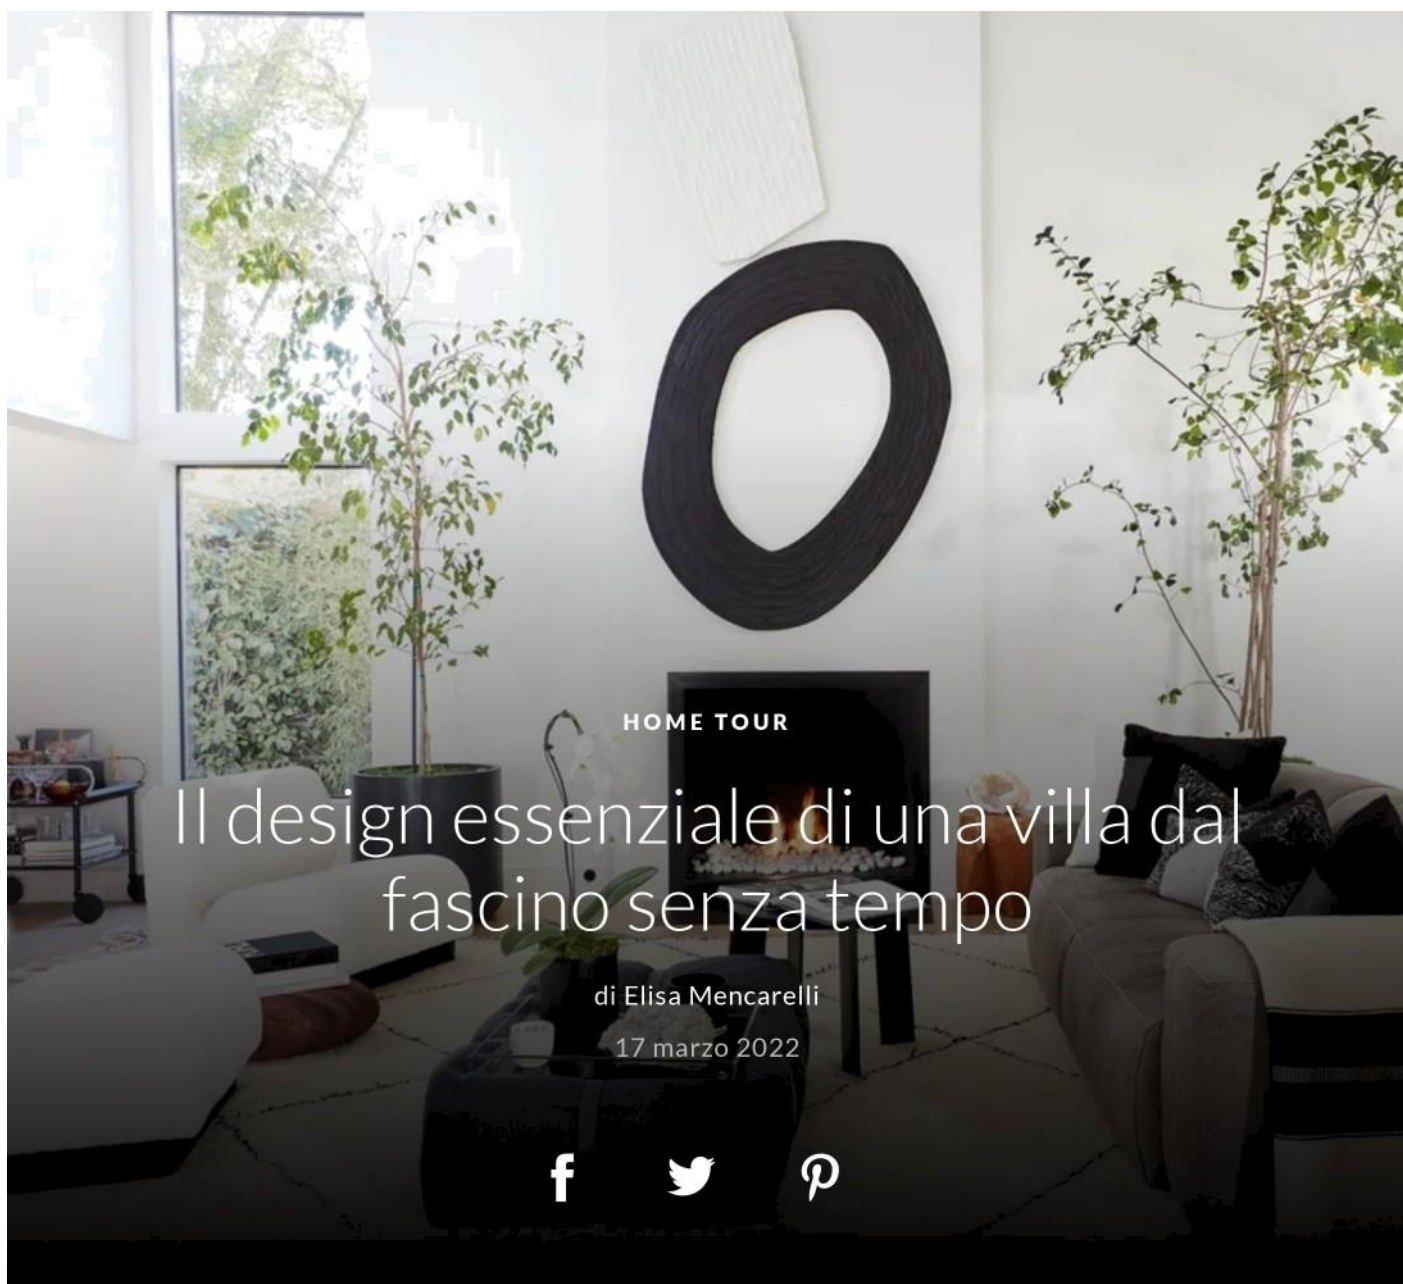 HOME TOUR
Il design essenziale di una villa dal
fascino senza tempo
di Elisa Mencarelli
17 marzo 2022